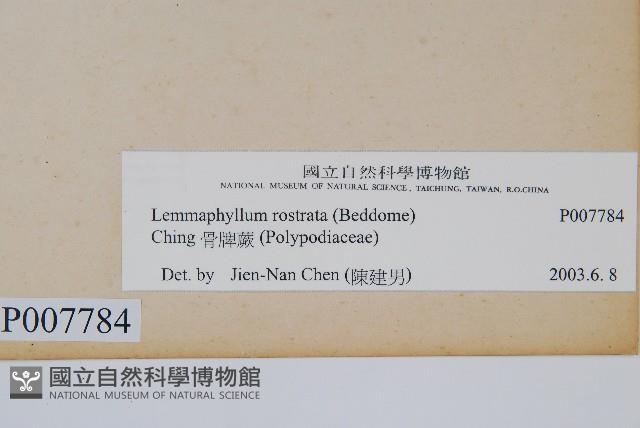 國立自然科學博物館
NATIONAL MUSEUM OF NATURAL SCIENCE, TAICHUNG, TAIWAN, R.O.CHINA
Lemmaphyllum rostrata (Beddome) P007784
Ching 骨牌蕨 (Polypodiaceae)
Det. by Jien-Nan Chen (陳建男) 2003.6. 8
P007784
國立自然科學博物館
NATIONAL MUSEUM OF NATURAL SCIENCE